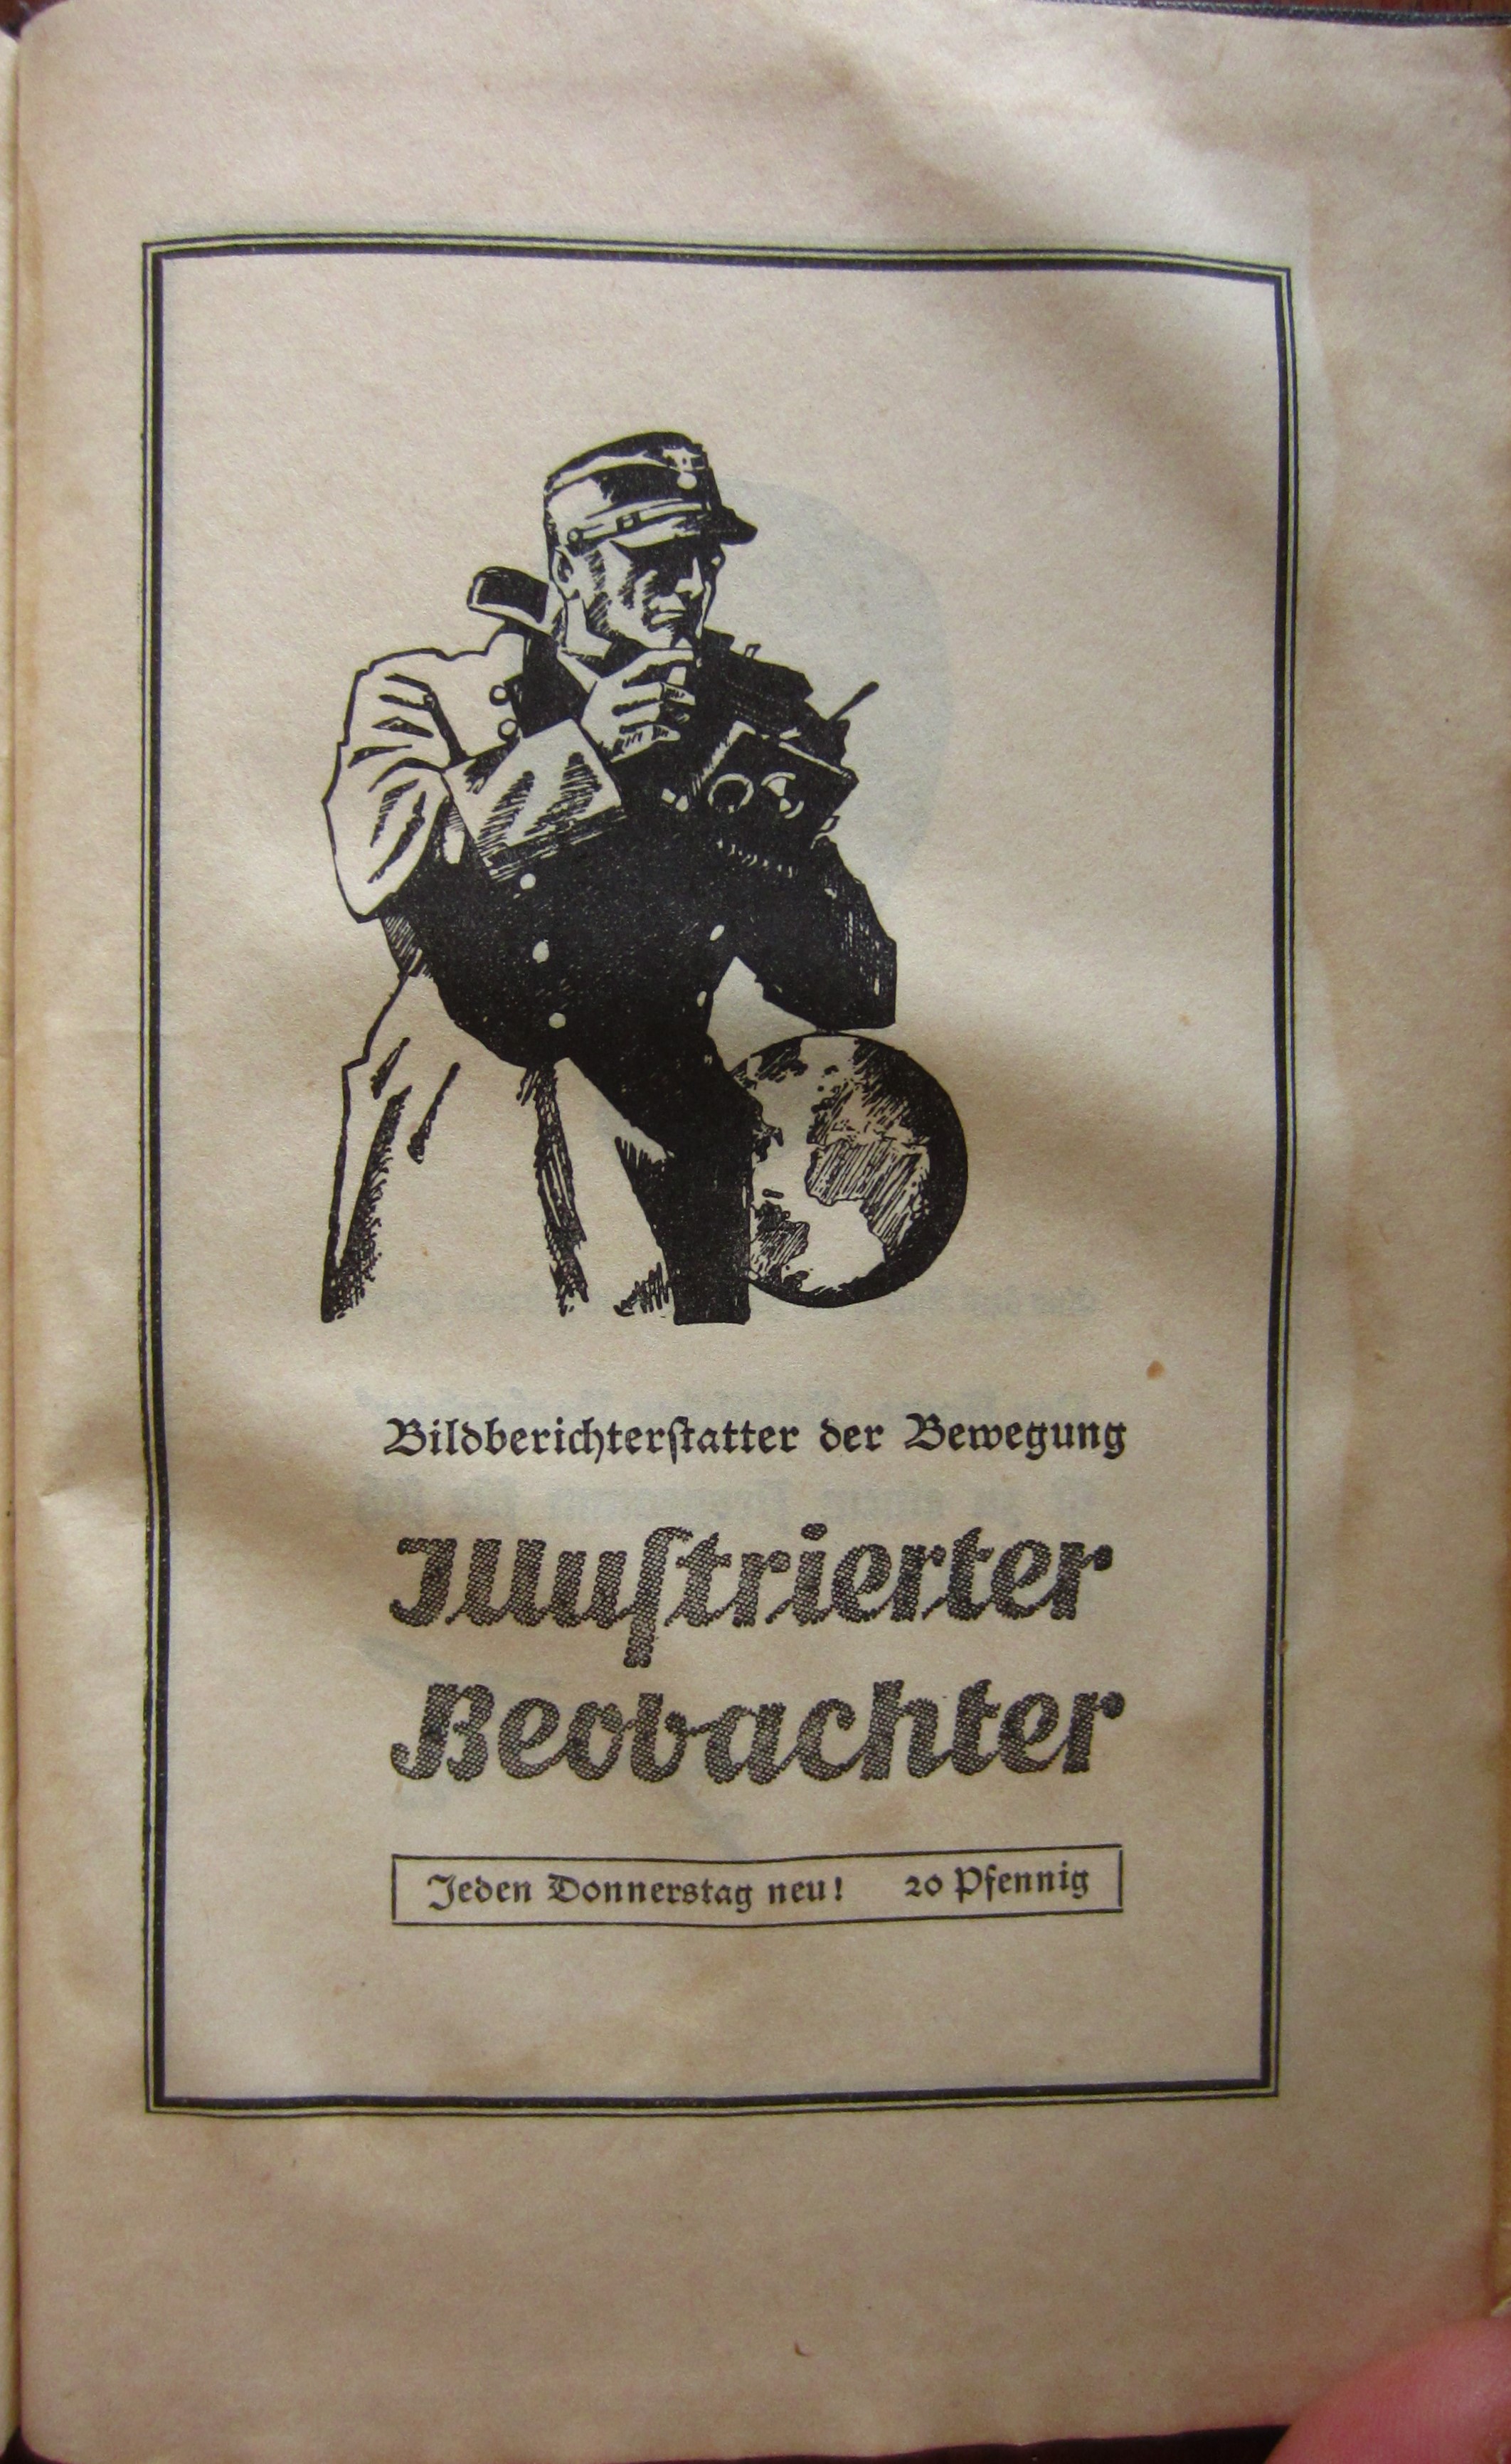 Bildberichterſtatter der Bewegung
Illuſtrierter
Beobachter
Jeden Donnerstag neu! 20 Pfennig